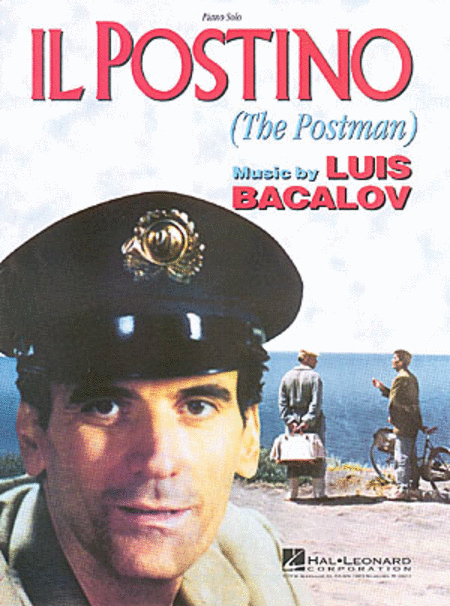 Piano Solo
IL POSTINO
(The Postman)
Music by LUIS
BACALOV
HAL•LEONARD
CORPORATION